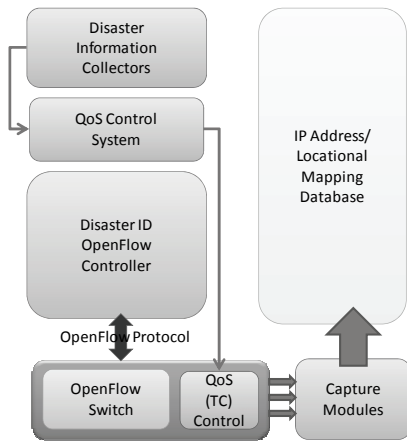 Disaster
Information
Collectors
QoS Control
System
IP Address/
Locational
Mapping
Database
Disaster ID
OpenFlow
Controller
OpenFlow Protocol
OpenFlow
Switch
QoS
(TC)
Control
Capture
Modules